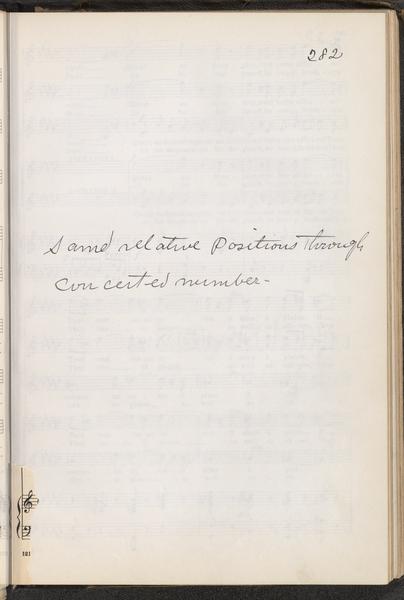 282
Same relative positions through
concerted number-
121